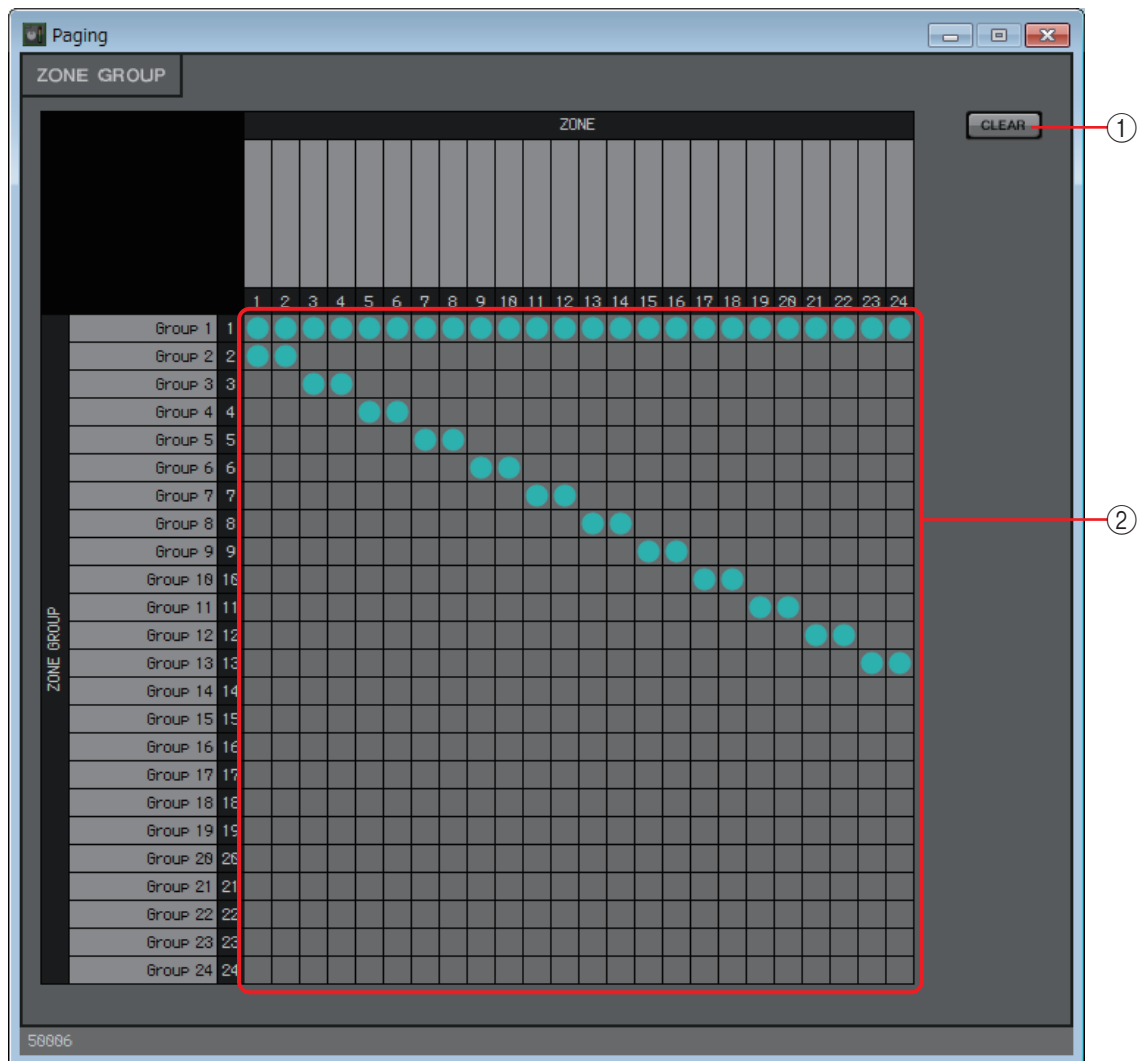 Paging
ZONE GROUP
ZONE
CLEAR
①
1 2 3 4 5 6 7 8 9 10 11 12 13 14 15 16 17 18 19 20 21 22 23 24
Group 1 1
Group 2 2
Group 3 3
Group 4 4
Group 5 5
Group 6 6
Group 7 7
Group 8 8
②
Group 9 9
Group 10 10
Group 11 11
Group 12 12
Group 13 13
Group 14 14
Group 15 15
Group 16 16
Group 17 17
Group 18 18
Group 19 19
Group 20 20
Group 21 21
Group 22 22
Group 23 23
Group 24 24
ZONE GROUP
50006